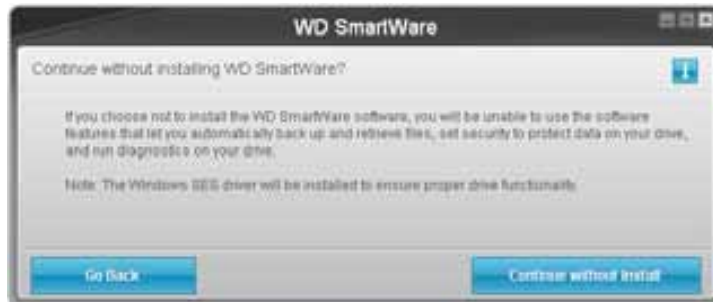 WD SmartWare
Continue without installing WD SmartWare?
If you choose not to install the WD SmartWare software, you will be unable to use the software
features that let you automatically back up and retrieve files, set security to protect data on your drive,
and run diagnostics on your drive.
Note: The Windows SES driver will be installed to ensure proper drive functionality.
Go Back
Continue without Install